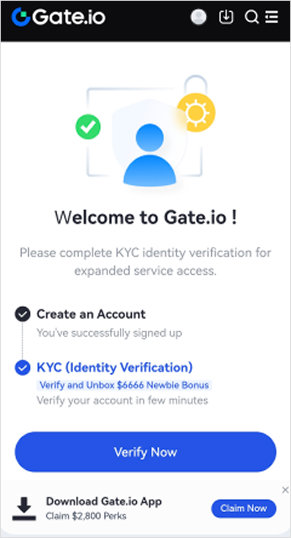 Gate.io
Welcome to Gate.io !
Please complete KYC identity verification for
expanded service access.
Create an Account
You've successfully signed up
KYC (Identity Verification)
Verify and Unbox $6666 Newbie Bonus
Verify your account in few minutes
Verify Now
Download Gate.io App
Claim $2,800 Perks
Claim Now